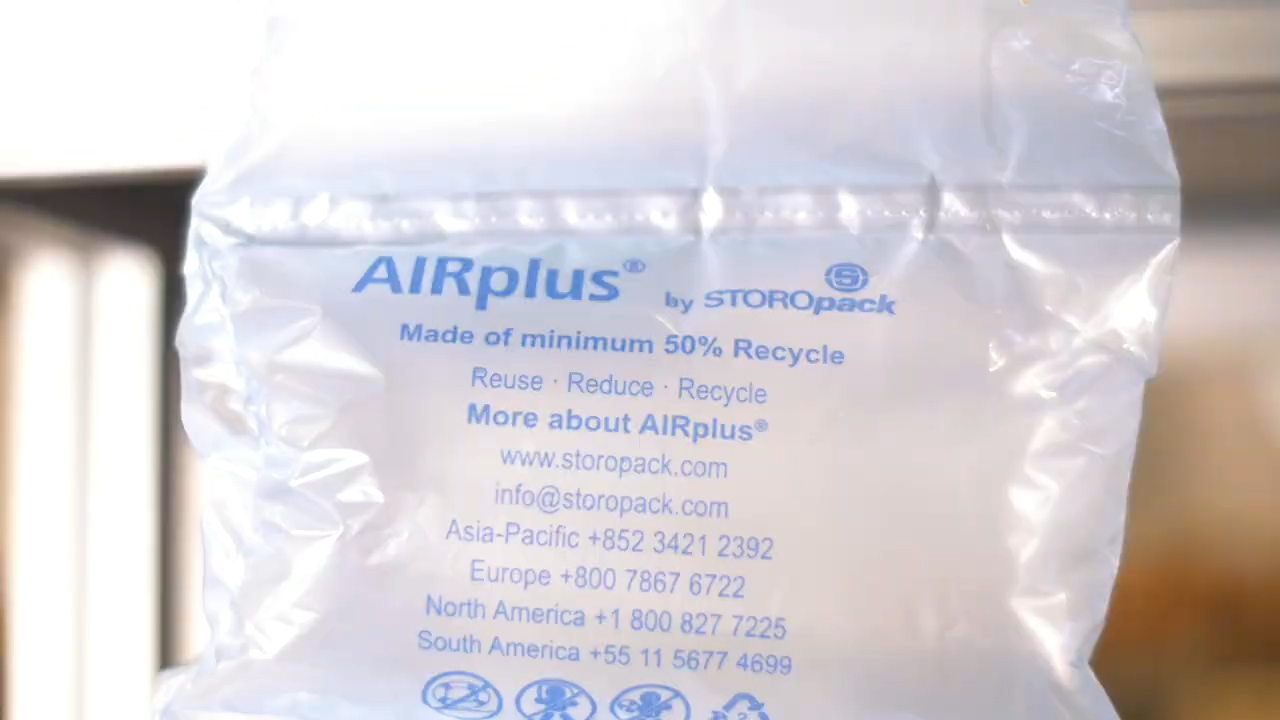 AIRplus® by STOROpack
Made of minimum 50% Recycle
Reuse · Reduce · Recycle
More about AIRplus®
www.storopack.com
info@storopack.com
Asia-Pacific +852 3421 2392
Europe +800 7867 6722
North America +1 800 827 7225
South America +55 11 5677 4699